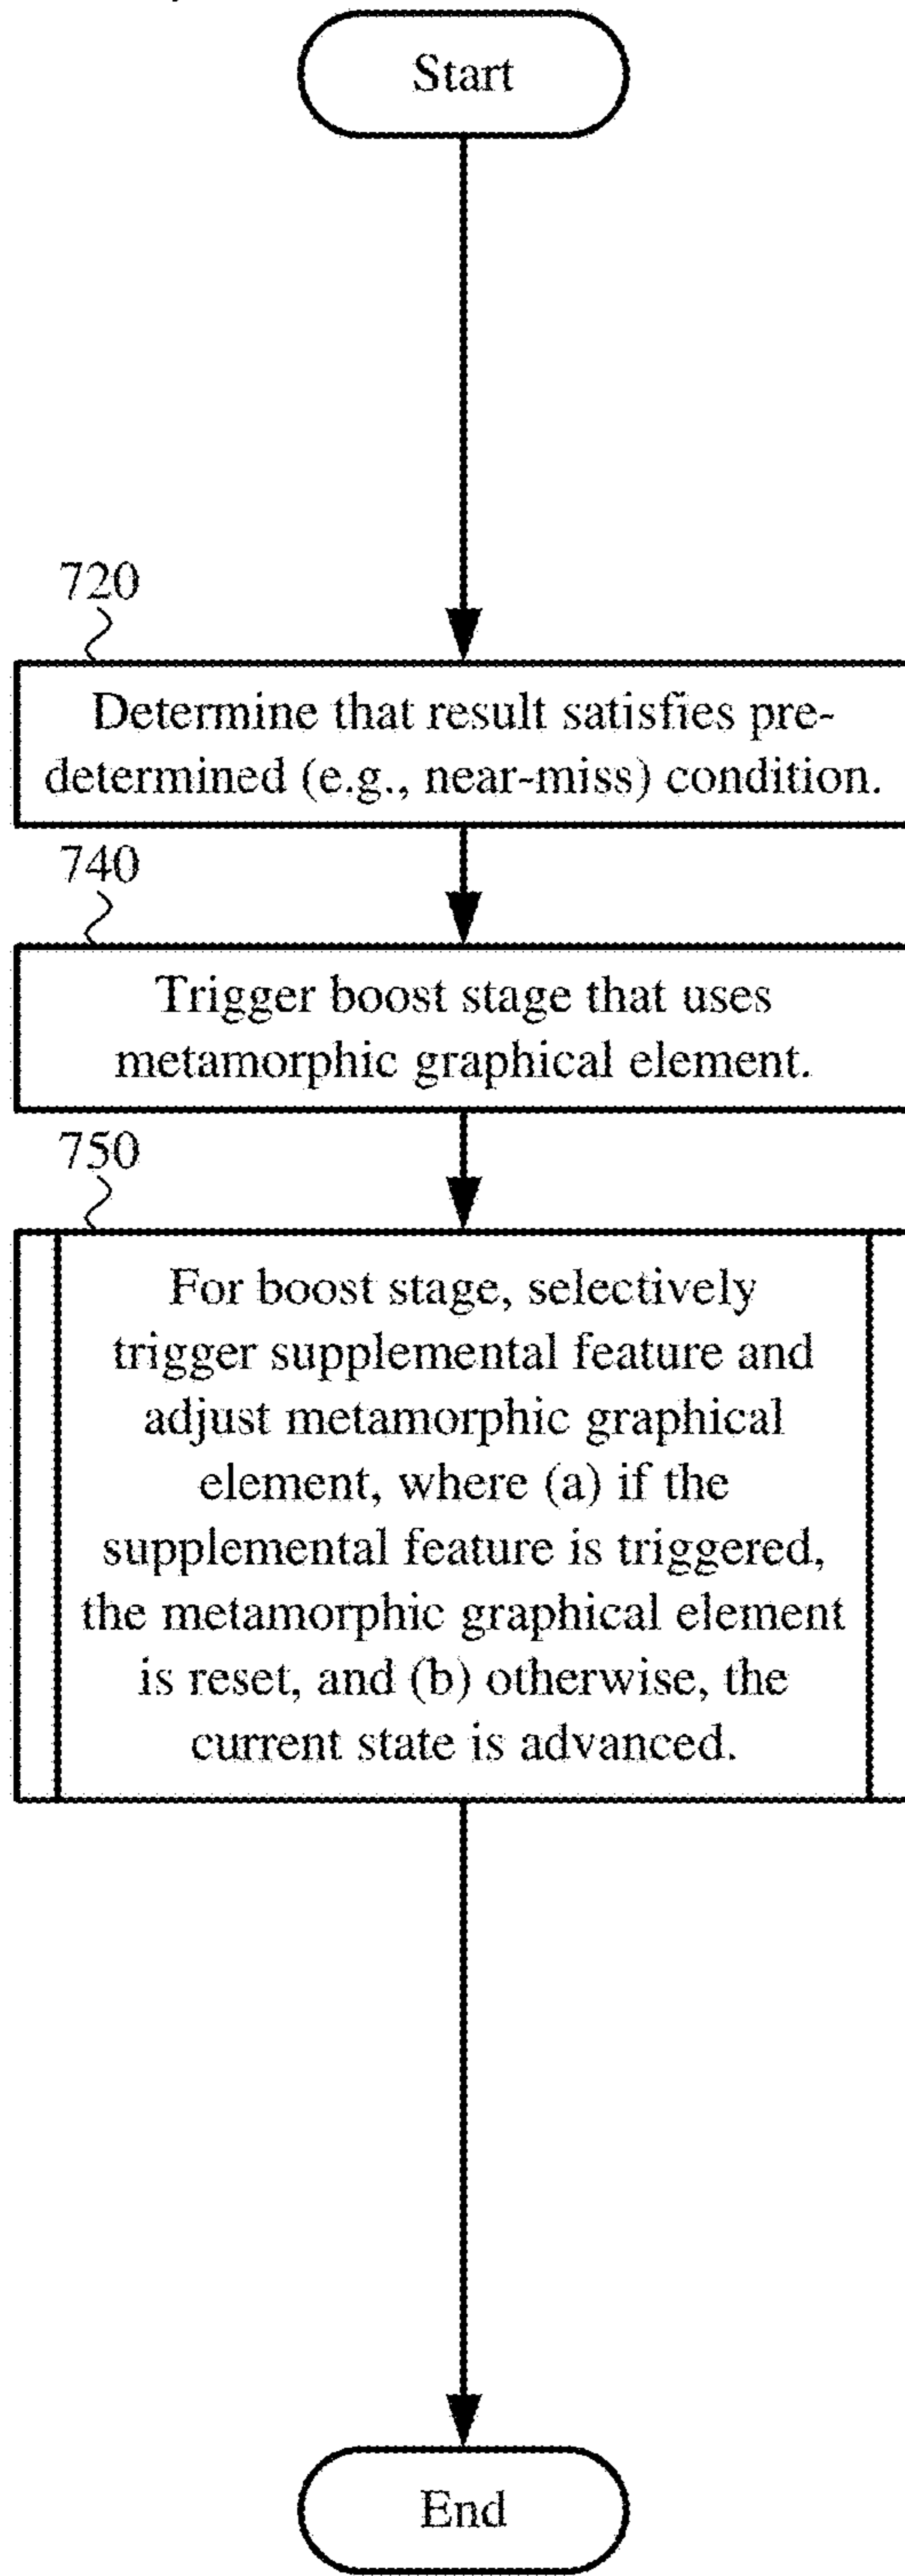 Start
720
Determine that result satisfies pre-
determined (e.g., near-miss) condition.
740
Trigger boost stage that uses
metamorphic graphical element.
750
For boost stage, selectively
trigger supplemental feature and
adjust metamorphic graphical
element, where (a) if the
supplemental feature is triggered,
the metamorphic graphical element
is reset, and (b) otherwise, the
current state is advanced.
End